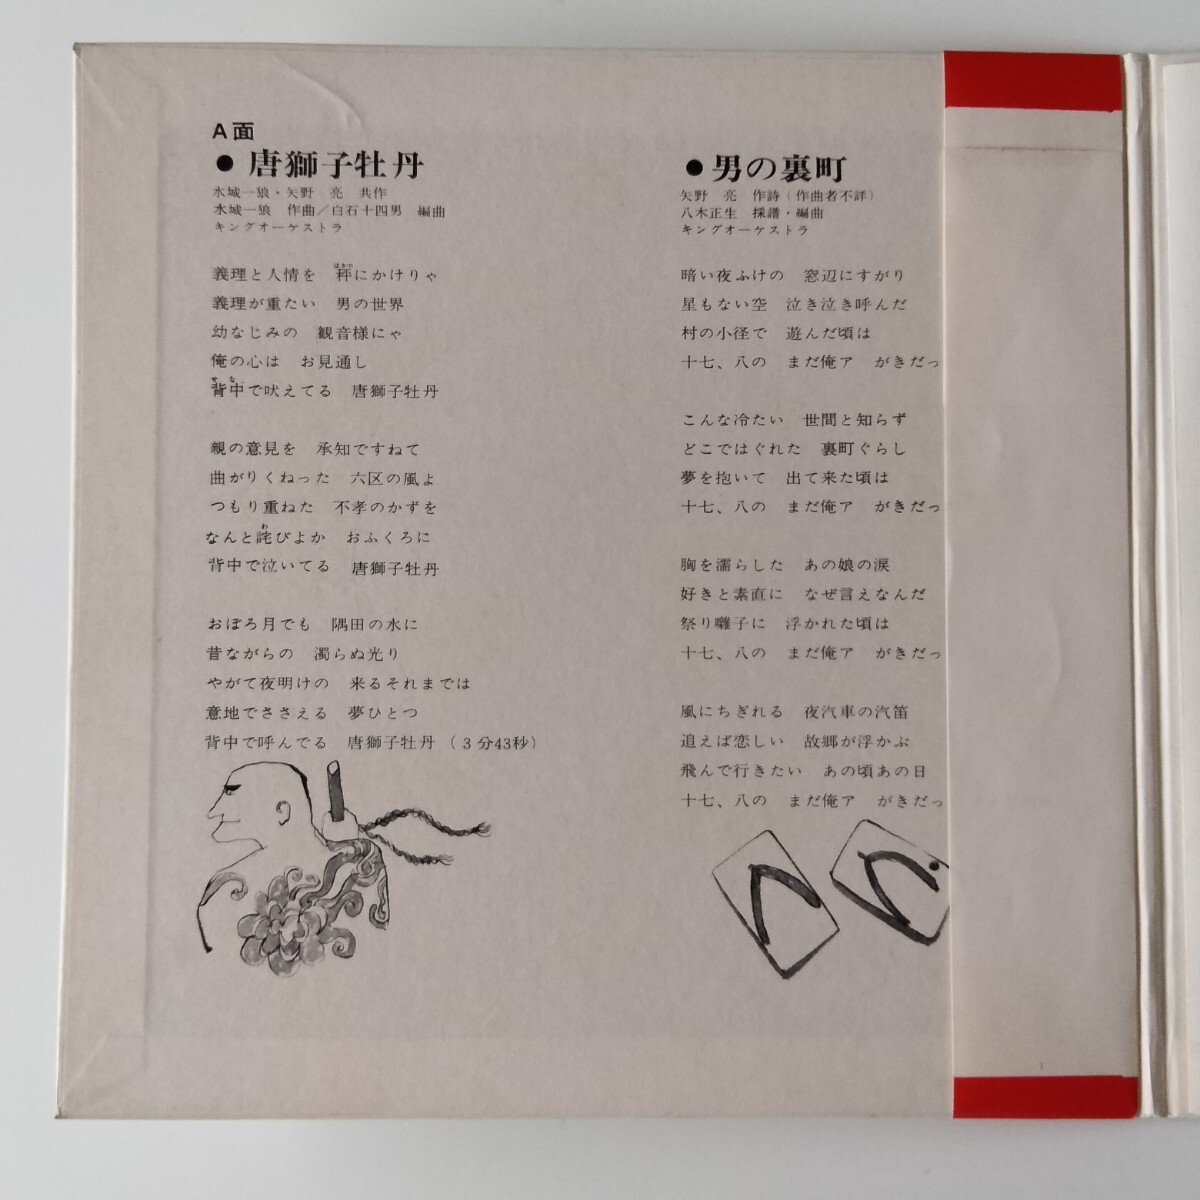 A面
●唐獅子牡丹
水城一狼・矢野 亮 共作
水城一狼 作曲/白石十四男 編曲
キングオーケストラ
義理と人情を 秤にかけりゃ
はかり
義理が重たい 男の世界
幼なじみの 観音様にゃ
俺の心は お見通し
せなか
背中で吠えてる 唐獅子牡丹
親の意見を 承知ですねて
曲がりくねった 六区の風よ
つもり重ねた 不孝のかずを
わ
なんと詫びよか おふくろに
背中で泣いてる 唐獅子牡丹
おぼろ月でも 隅田の水に
昔ながらの 濁らぬ光り
やがて夜明けの 来るそれまでは
意地でささえる 夢ひとつ
背中で呼んでる 唐獅子牡丹 (3分43秒)
●男の裏町
矢野 亮 作詩(作曲者不詳)
八木正生 採譜・編曲
キングオーケストラ
暗い夜ふけの 窓辺にすがり
星もない空 泣き泣き呼んだ
村の小径で 遊んだ頃は
十七、八の まだ俺ア がきだっ
こんな冷たい 世間と知らず
どこではぐれた 裏町ぐらし
夢を抱いて 出て来た頃は
十七、八の まだ俺ア がきだっ
胸を濡らした あの娘の涙
好きと素直に なぜ言えなんだ
祭り囃子に 浮かれた頃は
十七、八の まだ俺ア がきだっ
風にちぎれる 夜汽車の汽笛
追えば恋しい 故郷が浮かぶ
飛んで行きたい あの頃あの日
十七、八の まだ俺ア がきだっ